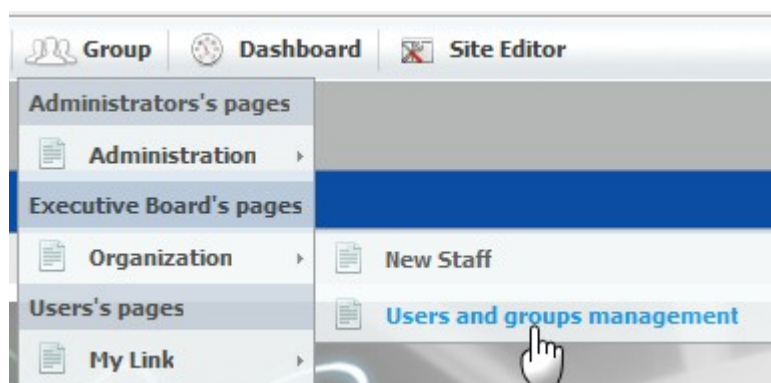 Group Dashboard Site Editor
Administrators's pages
Administration
Executive Board's pages
Organization
New Staff
Users's pages
Users and groups management
My Link